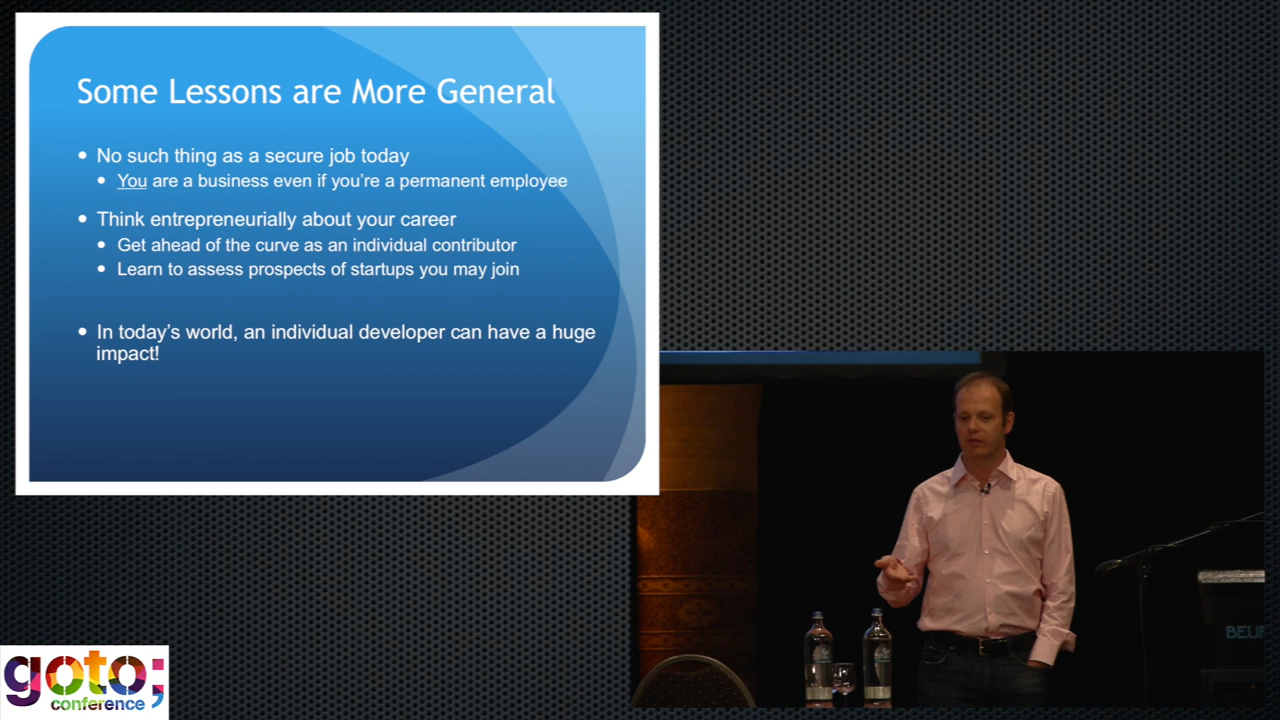 Some Lessons are More General
• No such thing as a secure job today
• You are a business even if you're a permanent employee
• Think entrepreneurially about your career
• Get ahead of the curve as an individual contributor
• Learn to assess prospects of startups you may join
• In today's world, an individual developer can have a huge
impact!
goto;
conference